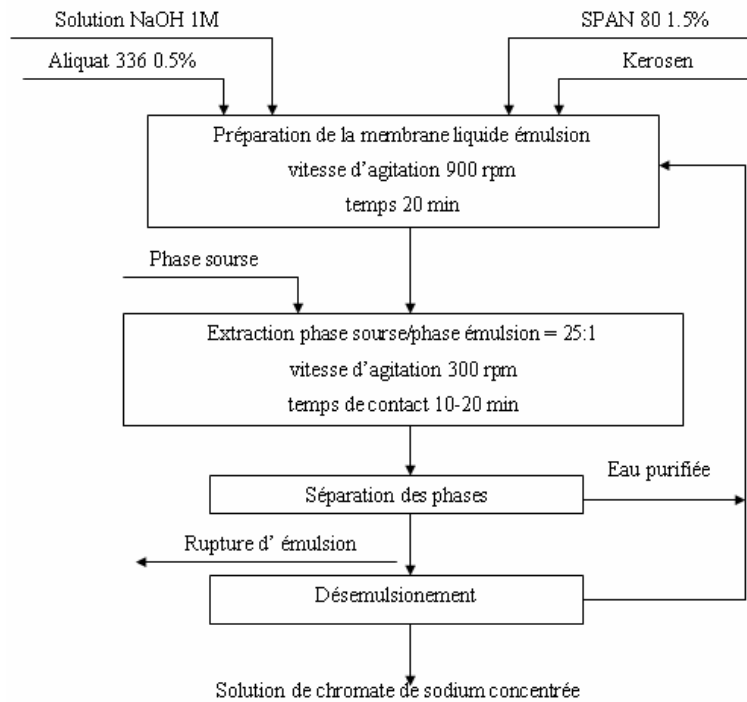 Solution NaOH 1M
SPAN 80 1.5%
Aliquat 336 0.5%
Kerosen
Préparation de la membrane liquide émulsion
vitesse d'agitation 900 rpm
temps 20 min
Phase sourse
Extraction phase sourse/phase émulsion = 25:1
vitesse d'agitation 300 rpm
temps de contact 10-20 min
Eau purifiée
Séparation des phases
Rupture d' émulsion
Désemulsionement
Solution de chromate de sodium concentrée